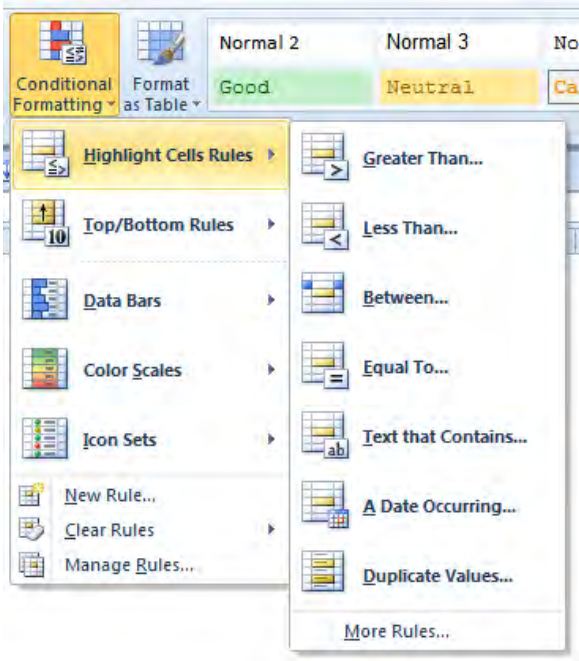 Normal 2 Normal 3 No
Conditional Formatting Format as Table Good Neutral Ca
Highlight Cells Rules
Top/Bottom Rules
10
Data Bars
Color Scales
Icon Sets
New Rule...
Clear Rules
Manage Rules...
Greater Than...
>
Less Than...
<
Between...
Equal To...
=
Text that Contains...
ab
A Date Occurring...
Duplicate Values...
More Rules...